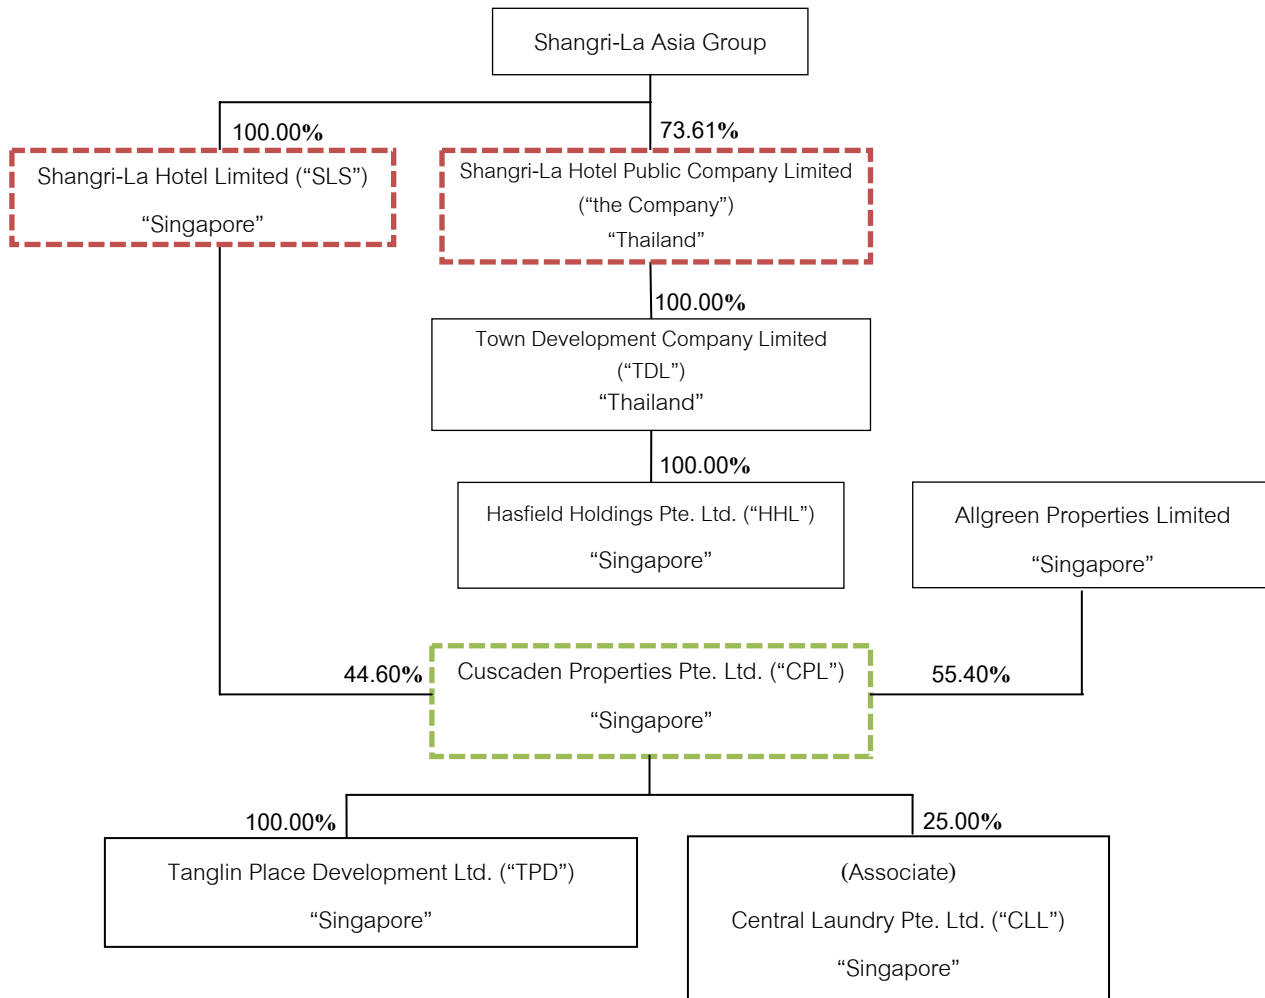 Shangri-La Asia Group
100.00%
73.61%
Shangri-La Hotel Limited (“SLS”)
“Singapore”
Shangri-La Hotel Public Company Limited
(“the Company”)
“Thailand”
100.00%
Town Development Company Limited
(“TDL”)
“Thailand”
100.00%
Hasfield Holdings Pte. Ltd. (“HHL”)
“Singapore”
Allgreen Properties Limited
“Singapore”
44.60%
Cuscaden Properties Pte. Ltd. (“CPL”)
“Singapore”
55.40%
100.00%
25.00%
Tanglin Place Development Ltd. (“TPD”)
“Singapore”
(Associate)
Central Laundry Pte. Ltd. (“CLL”)
“Singapore”